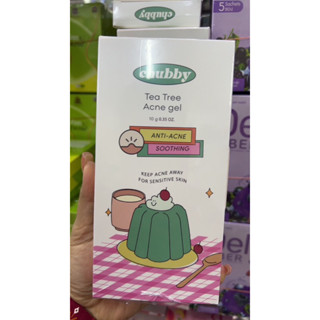 chubby
chubby
Tea Tree
Acne gel
10 g 0.35 OZ.
ANTI-ACNE
SOOTHING
KEEP ACNE AWAY
FOR SENSITIVE SKIN
5